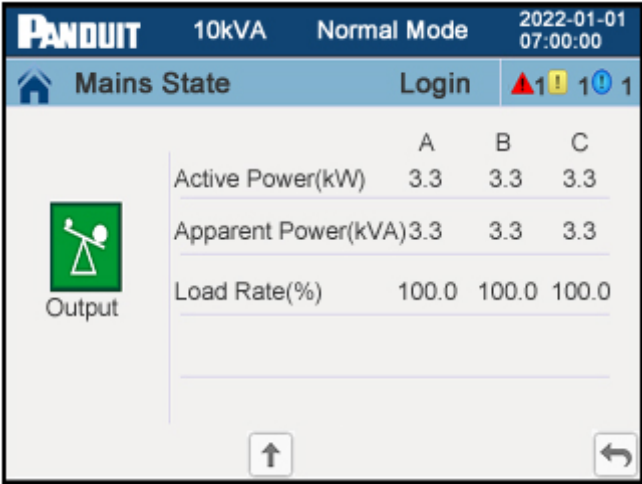 PANDUIT 10kVA Normal Mode 2022-01-01
07:00:00
Mains State Login 1 ! 1 ! 1
A B C
Active Power(kW) 3.3 3.3 3.3
Apparent Power(kVA) 3.3 3.3 3.3
Load Rate(%) 100.0 100.0 100.0
Output